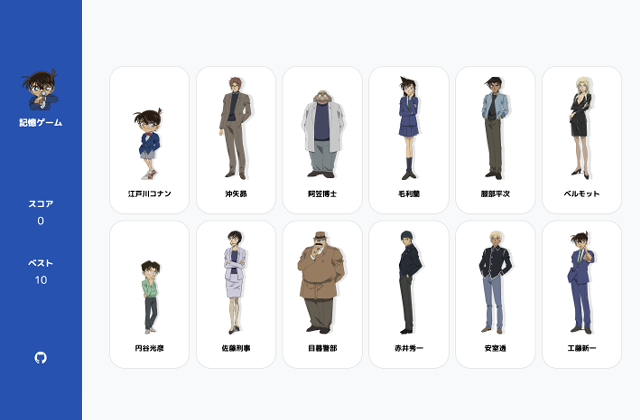 記憶ゲーム
スコア
0
ベスト
10
江戸川コナン
沖矢昴
阿笠博士
毛利蘭
服部平次
ベルモット
円谷光彦
佐藤刑事
目暮警部
赤井秀一
安室透
工藤新一